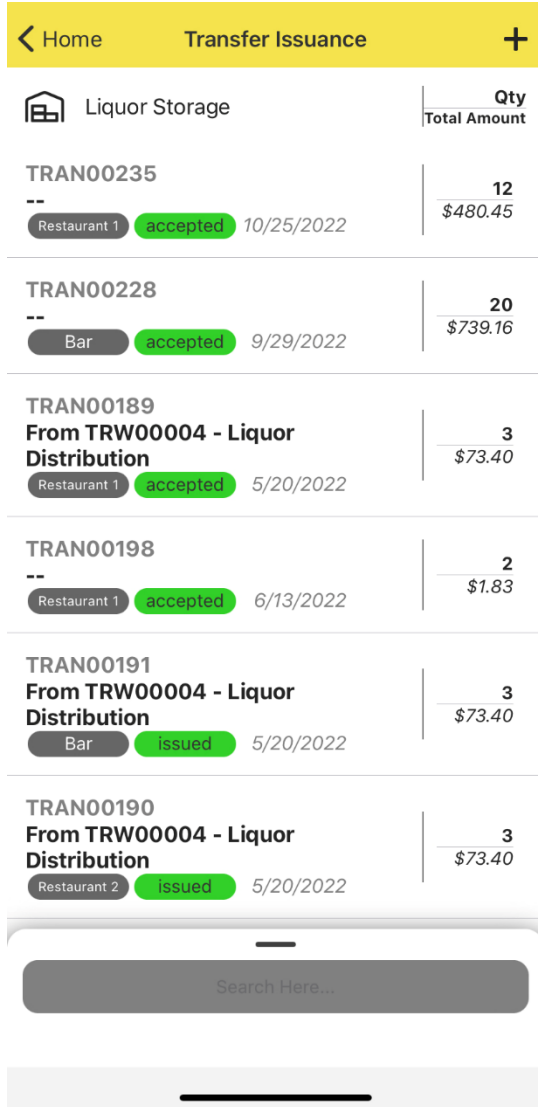 Home Transfer Issuance +
Liquor Storage Qty
Total Amount
TRAN00235
--
12
Restaurant 1 accepted 10/25/2022 $480.45
TRAN00228
--
20
Bar accepted 9/29/2022 $739.16
TRAN00189
From TRW00004 - Liquor 3
Distribution $73.40
Restaurant 1 accepted 5/20/2022
TRAN00198
--
2
Restaurant 1 accepted 6/13/2022 $1.83
TRAN00191
From TRW00004 - Liquor 3
Distribution $73.40
Bar issued 5/20/2022
TRAN00190
From TRW00004 - Liquor 3
Distribution $73.40
Restaurant 2 issued 5/20/2022
Search Here...